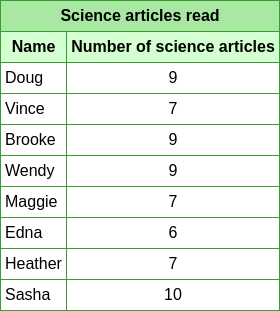 Science articles read
Name Number of science articles
Doug 9
Vince 7
Brooke 9
Wendy 9
Maggie 7
Edna 6
Heather 7
Sasha 10